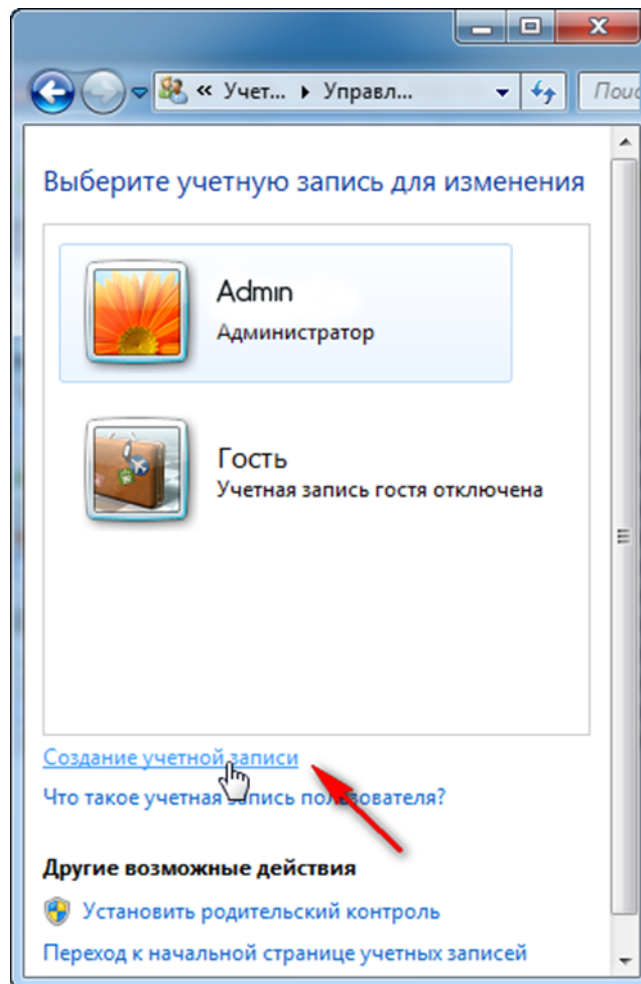 « Учет... ▸ Управл...
Поис
Выберите учетную запись для изменения
Admin
Администратор
Гость
Учетная запись гостя отключена
Создание учетной записи
Что такое учетная запись пользователя?
Другие возможные действия
Установить родительский контроль
Переход к начальной странице учетных записей